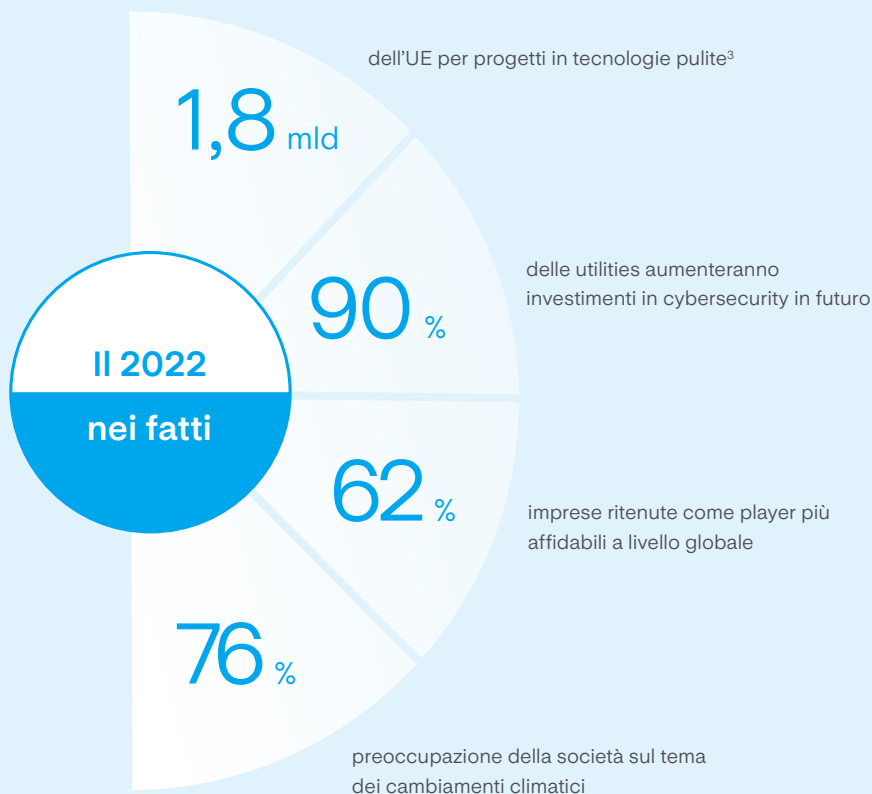 dell’UE per progetti in tecnologie pulite³
1,8 mld
delle utilities aumenteranno
investimenti in cybersecurity in futuro
90 %
Il 2022
nei fatti
62 %
imprese ritenute come player più
affidabili a livello globale
76 %
preoccupazione della società sul tema
dei cambiamenti climatici